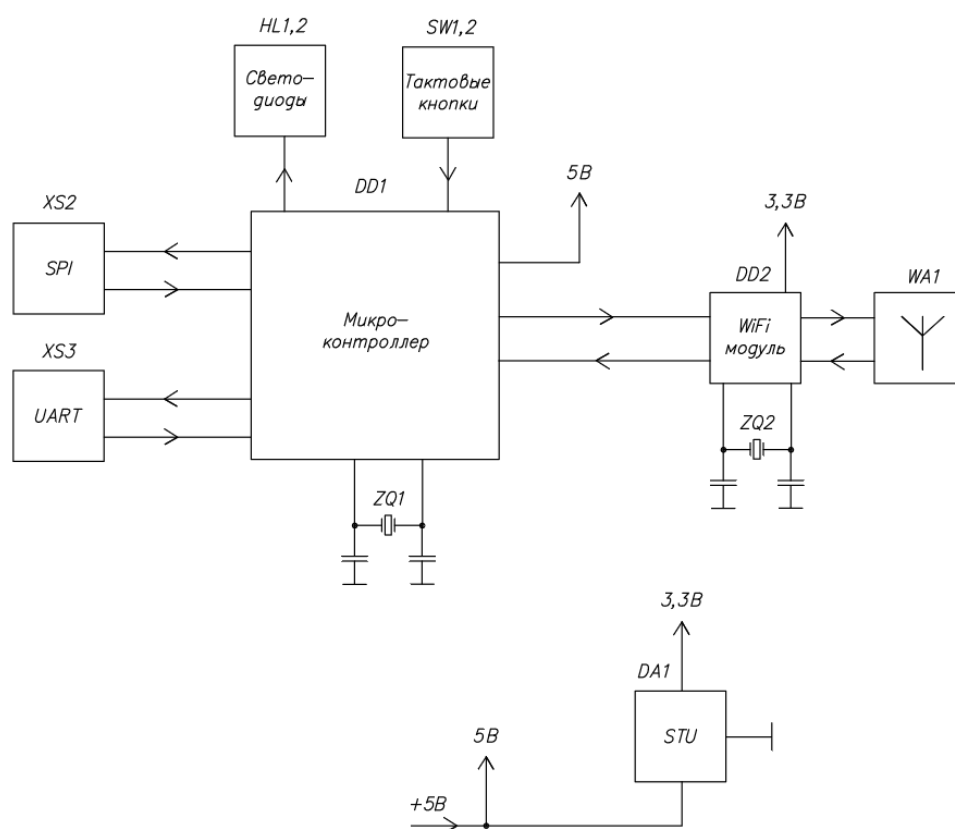 HL1,2
SW1,2
Свето-
диоды
Тактовые
кнопки
DD1
5В
XS2
3,3В
SPI
DD2
WA1
Микро-
контроллер
WiFi
модуль
XS3
UART
ZQ2
ZQ1
3,3В
DA1
STU
5В
+5В